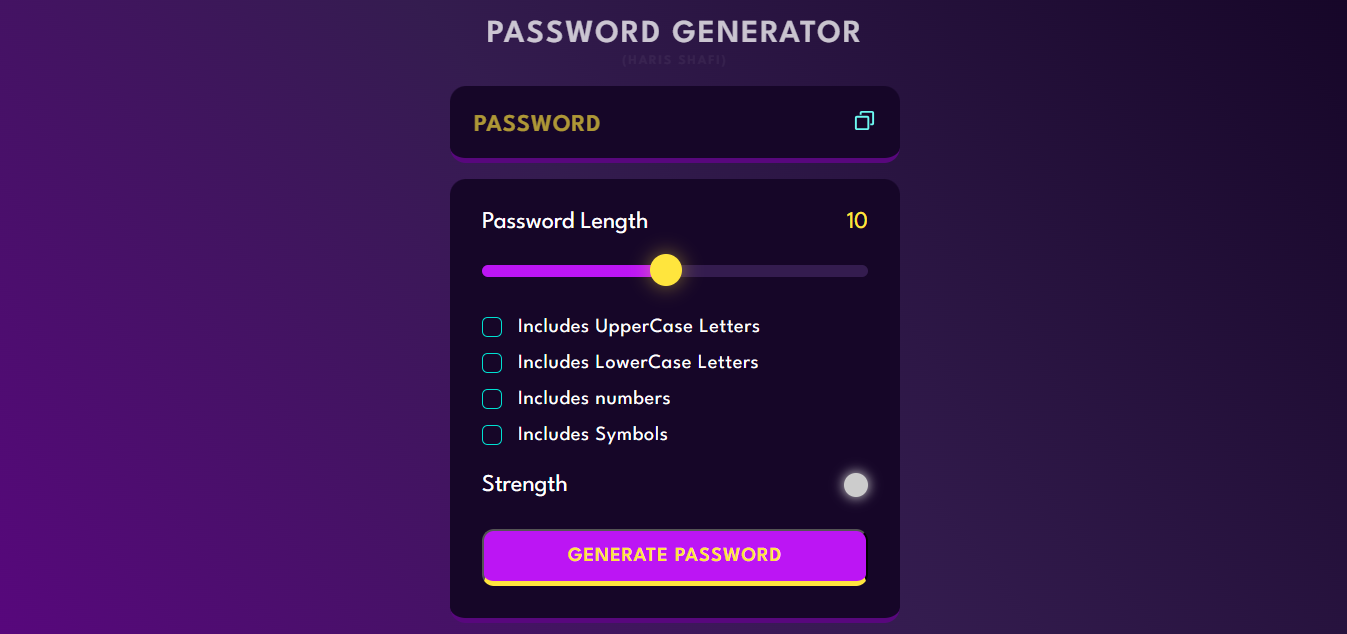 PASSWORD GENERATOR
(HARIS SHAFI)
PASSWORD
Password Length 10
Includes UpperCase Letters
Includes LowerCase Letters
Includes numbers
Includes Symbols
Strength
GENERATE PASSWORD